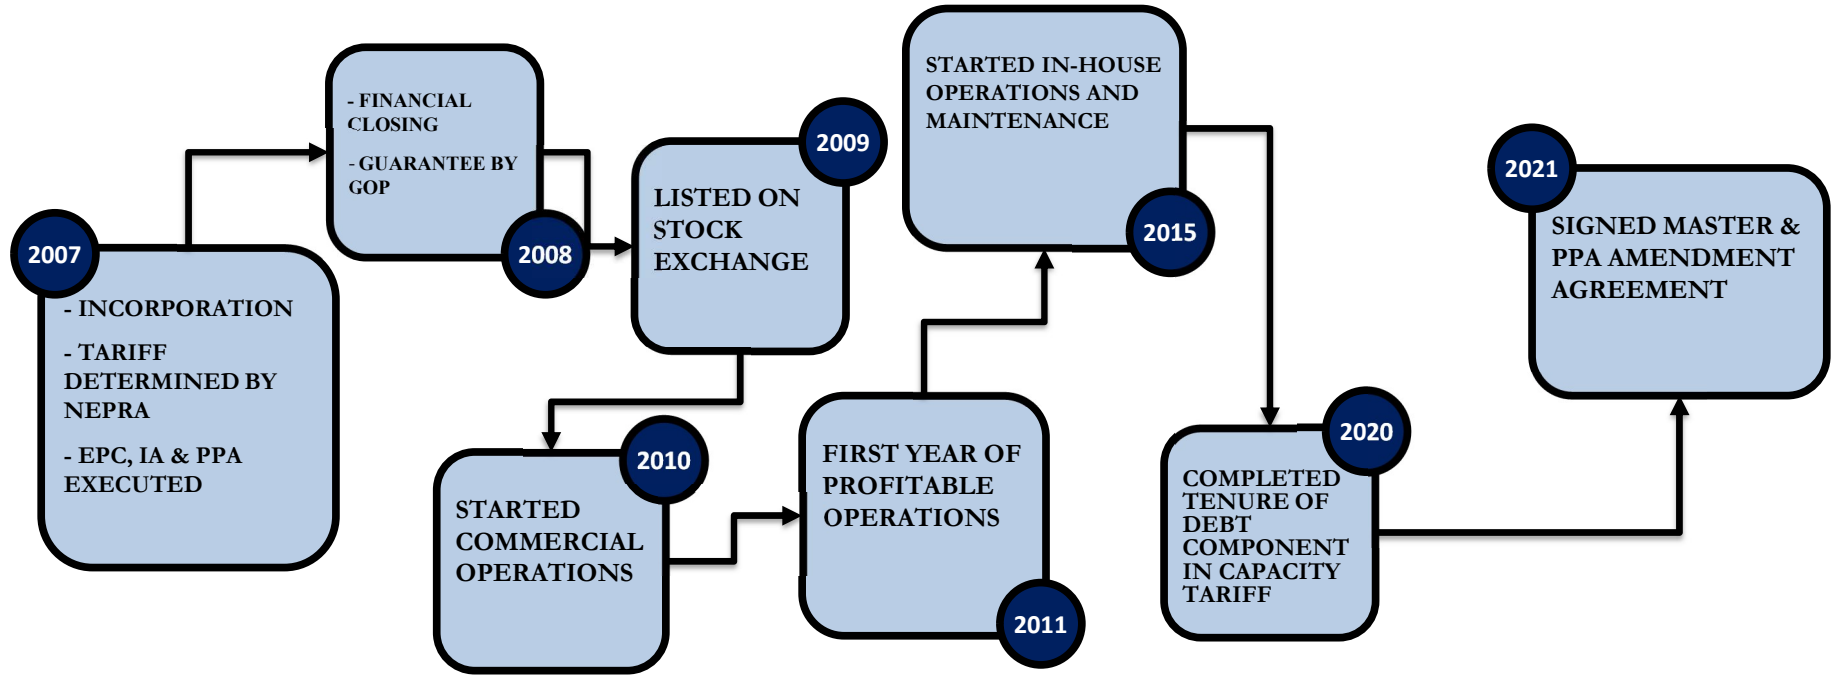 2007
- INCORPORATION
- TARIFF
DETERMINED BY
NEPRA
- EPC, IA & PPA
EXECUTED
- FINANCIAL
CLOSING
- GUARANTEE BY
GOP
2008
2009
LISTED ON
STOCK
EXCHANGE
2010
STARTED
COMMERCIAL
OPERATIONS
FIRST YEAR OF
PROFITABLE
OPERATIONS
2011
STARTED IN-HOUSE
OPERATIONS AND
MAINTENANCE
2015
2020
COMPLETED
TENURE OF
DEBT
COMPONENT
IN CAPACITY
TARIFF
2021
SIGNED MASTER &
PPA AMENDMENT
AGREEMENT